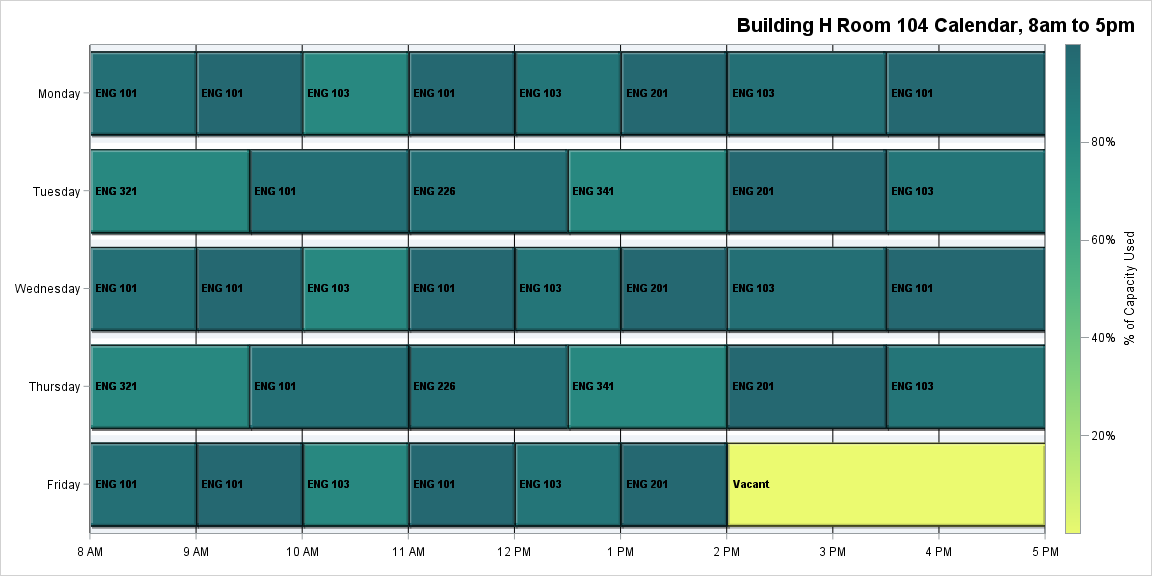 Building H Room 104 Calendar, 8am to 5pm
Monday ENG 101 ENG 101 ENG 103 ENG 101 ENG 103 ENG 201 ENG 103 ENG 101
Tuesday ENG 321 ENG 101 ENG 226 ENG 341 ENG 201 ENG 103
Wednesday ENG 101 ENG 101 ENG 103 ENG 101 ENG 103 ENG 201 ENG 103 ENG 101
Thursday ENG 321 ENG 101 ENG 226 ENG 341 ENG 201 ENG 103
Friday ENG 101 ENG 101 ENG 103 ENG 101 ENG 103 ENG 201 Vacant
8 AM 9 AM 10 AM 11 AM 12 PM 1 PM 2 PM 3 PM 4 PM 5 PM
80%
60%
40%
20%
% of Capacity Used